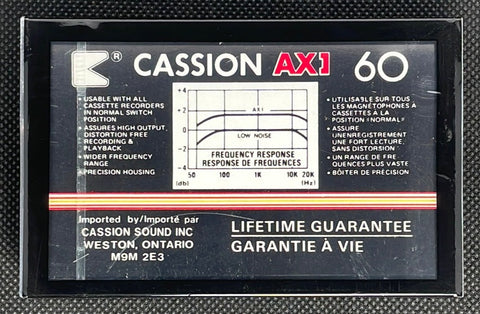 ® CASSION AX1 60
• USABLE WITH ALL
CASSETTE RECORDERS
IN NORMAL SWITCH
POSITION
• ASSURES HIGH OUTPUT,
DISTORTION FREE
RECORDING &
PLAYBACK
• WIDER FREQUENCY
RANGE
• PRECISION HOUSING
+4
+2
0
-2
-4
AX1
LOW NOISE
FREQUENCY RESPONSE
RESPONSE DE FREQUENCES
50 100 1K 10K 20K
(db) (Hz)
• UTILISABLE SUR TOUS
LES MAGNÉTOPHONES À
CASSETTES A LA
POSITION «NORMAL»
• ASSURE
UNENREGISTREMENT
UNE FORT LECTURE,
SANS DISTORSION
• UN RANGE DE FRE-
QUENCES PLUS VASTE
• BÔITER DE PRÉCISION
Imported by/Importé par
CASSION SOUND INC
WESTON, ONTARIO
M9M 2E3
LIFETIME GUARANTEE
GARANTIE À VIE